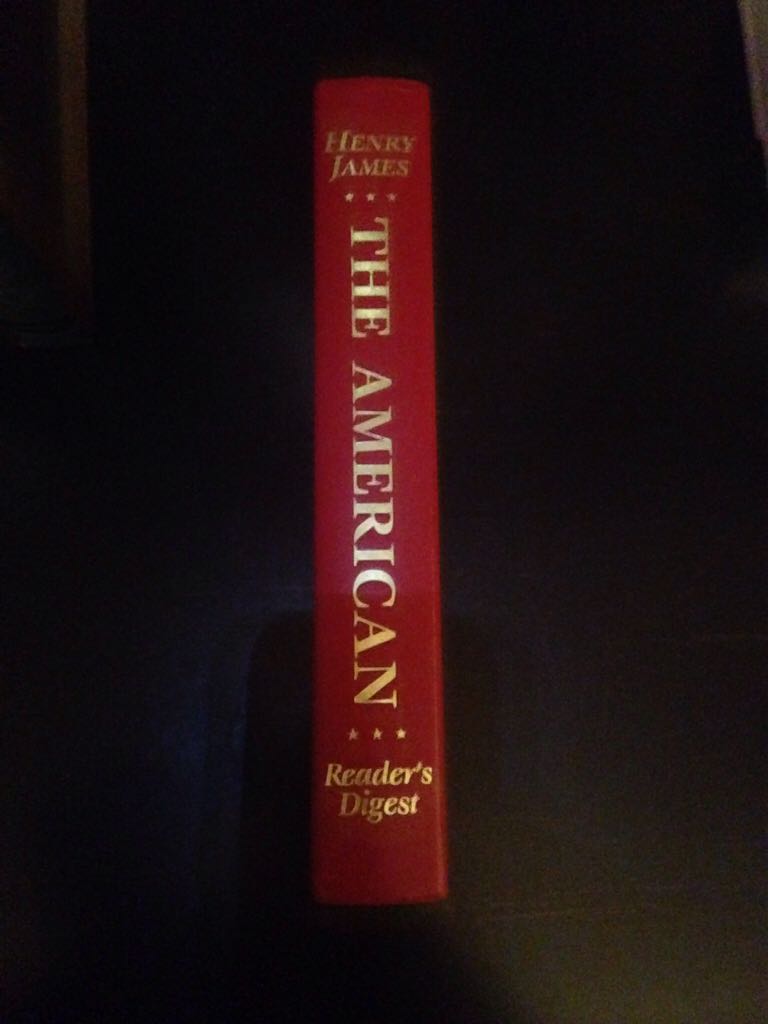 HENRY
JAMES
★ ★ ★
THE AMERICAN
★ ★ ★
Reader's
Digest